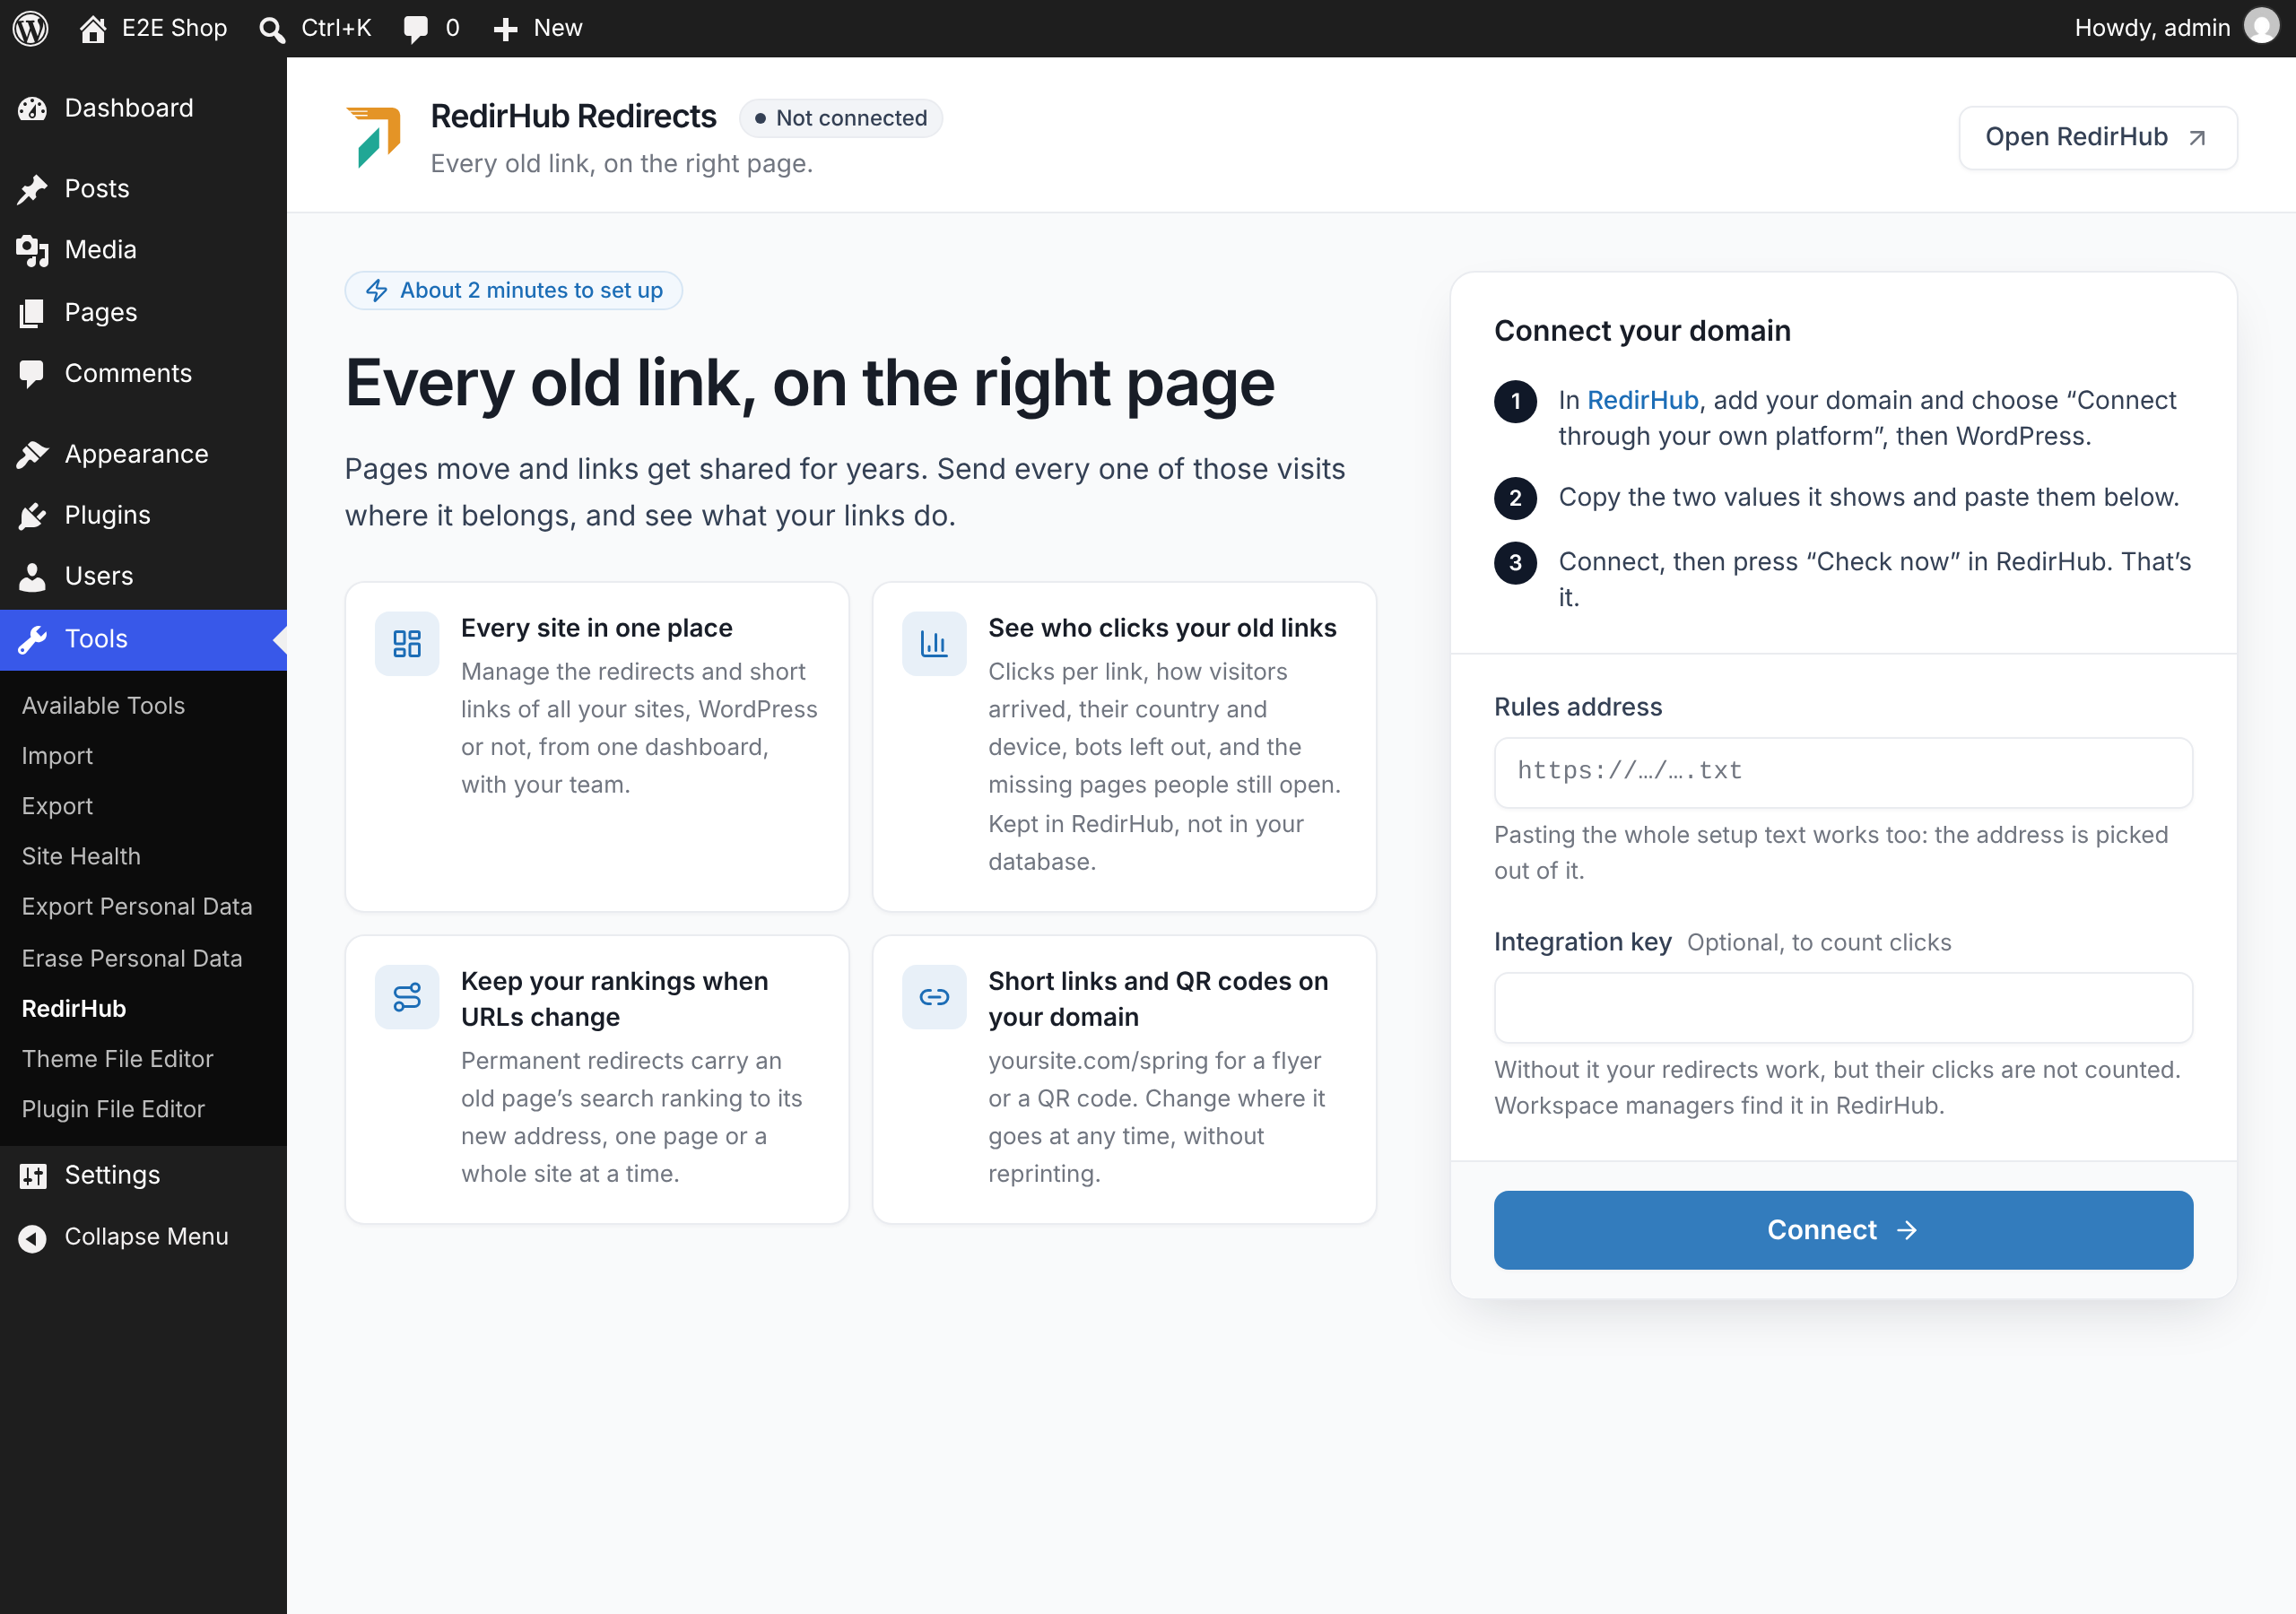 E2E Shop
Ctrl+K
0
New
Howdy, admin
Dashboard
Posts
Media
Pages
Comments
Appearance
Plugins
Users
Tools
Available Tools
Import
Export
Site Health
Export Personal Data
Erase Personal Data
RedirHub
Theme File Editor
Plugin File Editor
Settings
Collapse Menu
RedirHub Redirects
Not connected
Every old link, on the right page.
Open RedirHub
About 2 minutes to set up
Every old link, on the right page
Pages move and links get shared for years. Send every one of those visits
where it belongs, and see what your links do.
Every site in one place
Manage the redirects and short
links of all your sites, WordPress
or not, from one dashboard,
with your team.
See who clicks your old links
Clicks per link, how visitors
arrived, their country and
device, bots left out, and the
missing pages people still open.
Kept in RedirHub, not in your
database.
Keep your rankings when
URLs change
Permanent redirects carry an
old page’s search ranking to its
new address, one page or a
whole site at a time.
Short links and QR codes on
your domain
yoursite.com/spring for a flyer
or a QR code. Change where it
goes at any time, without
reprinting.
Connect your domain
1 In RedirHub, add your domain and choose “Connect
through your own platform”, then WordPress.
2 Copy the two values it shows and paste them below.
3 Connect, then press “Check now” in RedirHub. That’s
it.
Rules address
https://…/….txt
Pasting the whole setup text works too: the address is picked
out of it.
Integration key Optional, to count clicks
Without it your redirects work, but their clicks are not counted.
Workspace managers find it in RedirHub.
Connect